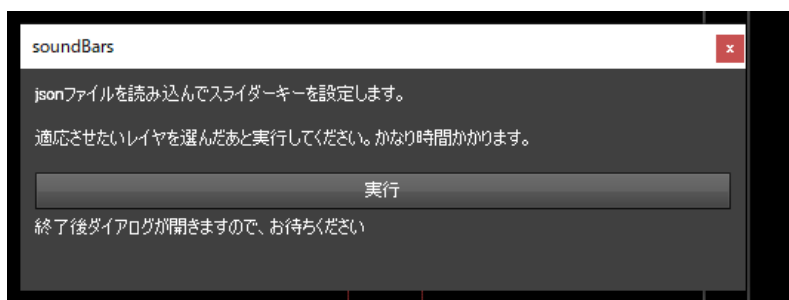 soundBars
x
jsonファイルを読み込んでスライダーキーを設定します。
適応させたいレイヤを選んだあと実行してください。かなり時間かかります。
実行
終了後ダイアログが開きますので、お待ちください